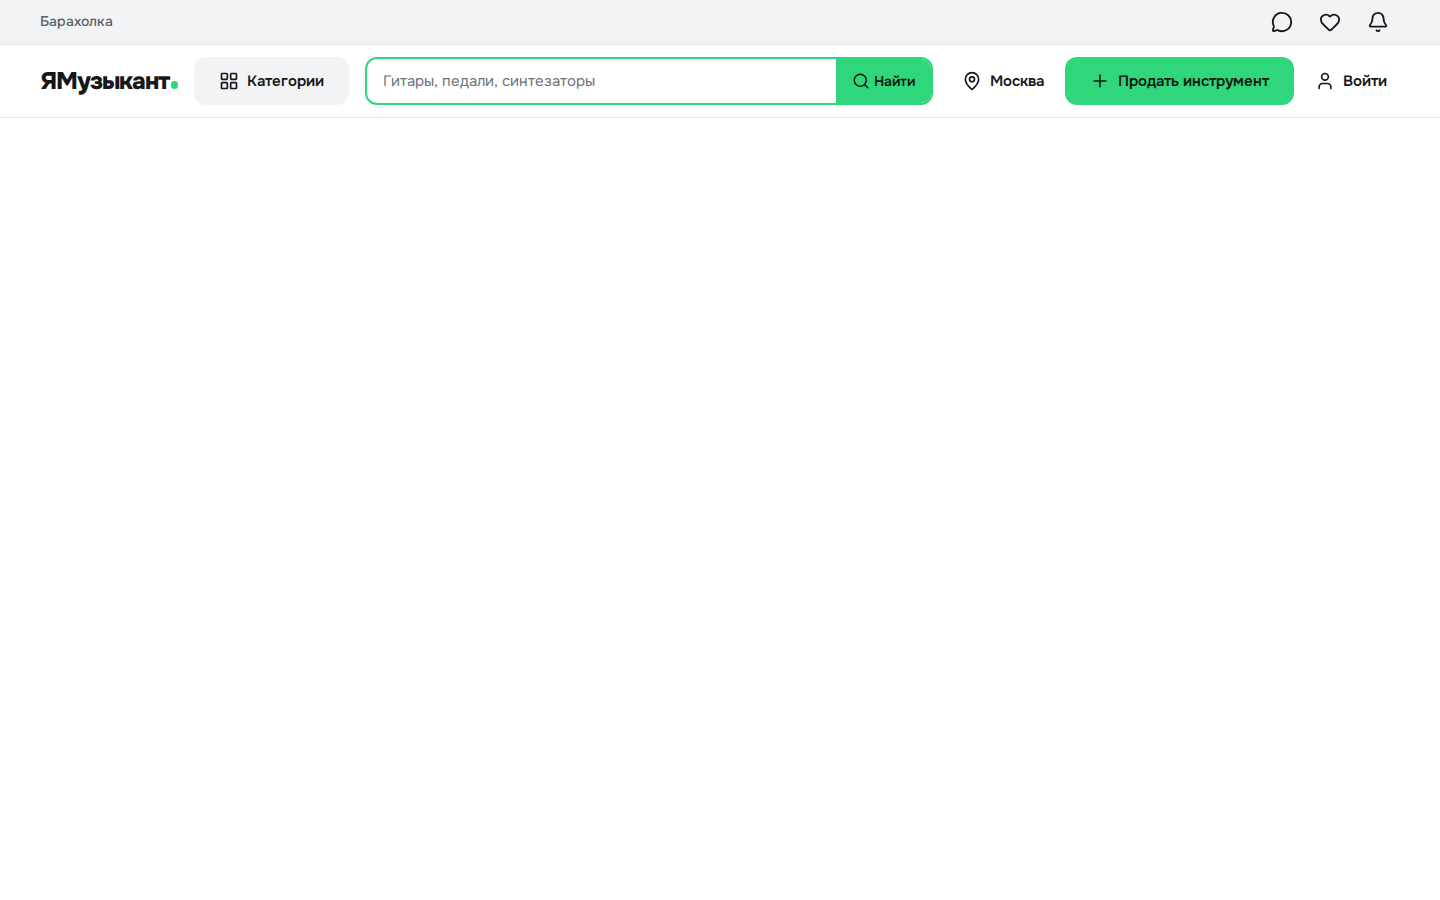 Барахолка
ЯМузыкант.
Категории
Гитары, педали, синтезаторы
Найти
Москва
Продать инструмент
Войти